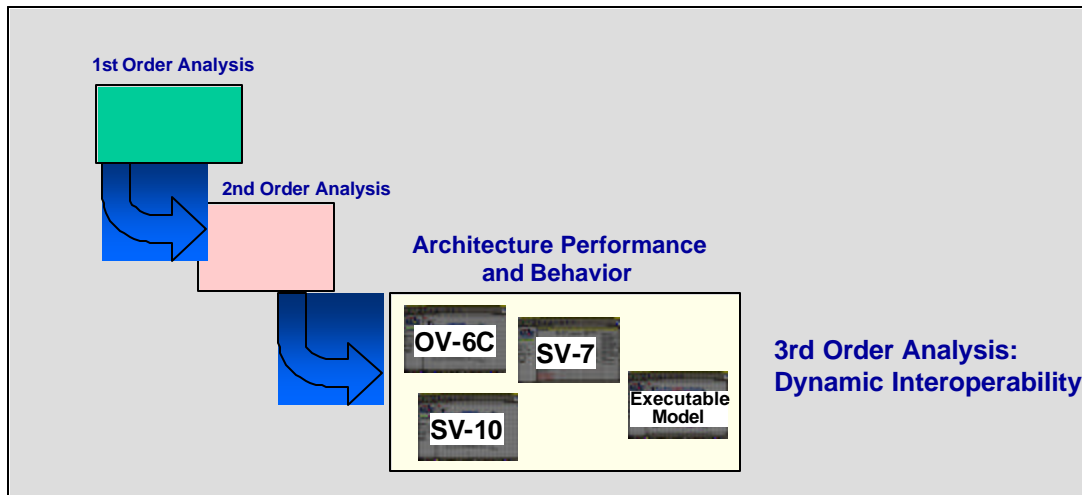 1st Order Analysis
2nd Order Analysis
Architecture Performance
and Behavior
OV-6C
SV-7
SV-10
Executable
Model
3rd Order Analysis:
Dynamic Interoperability